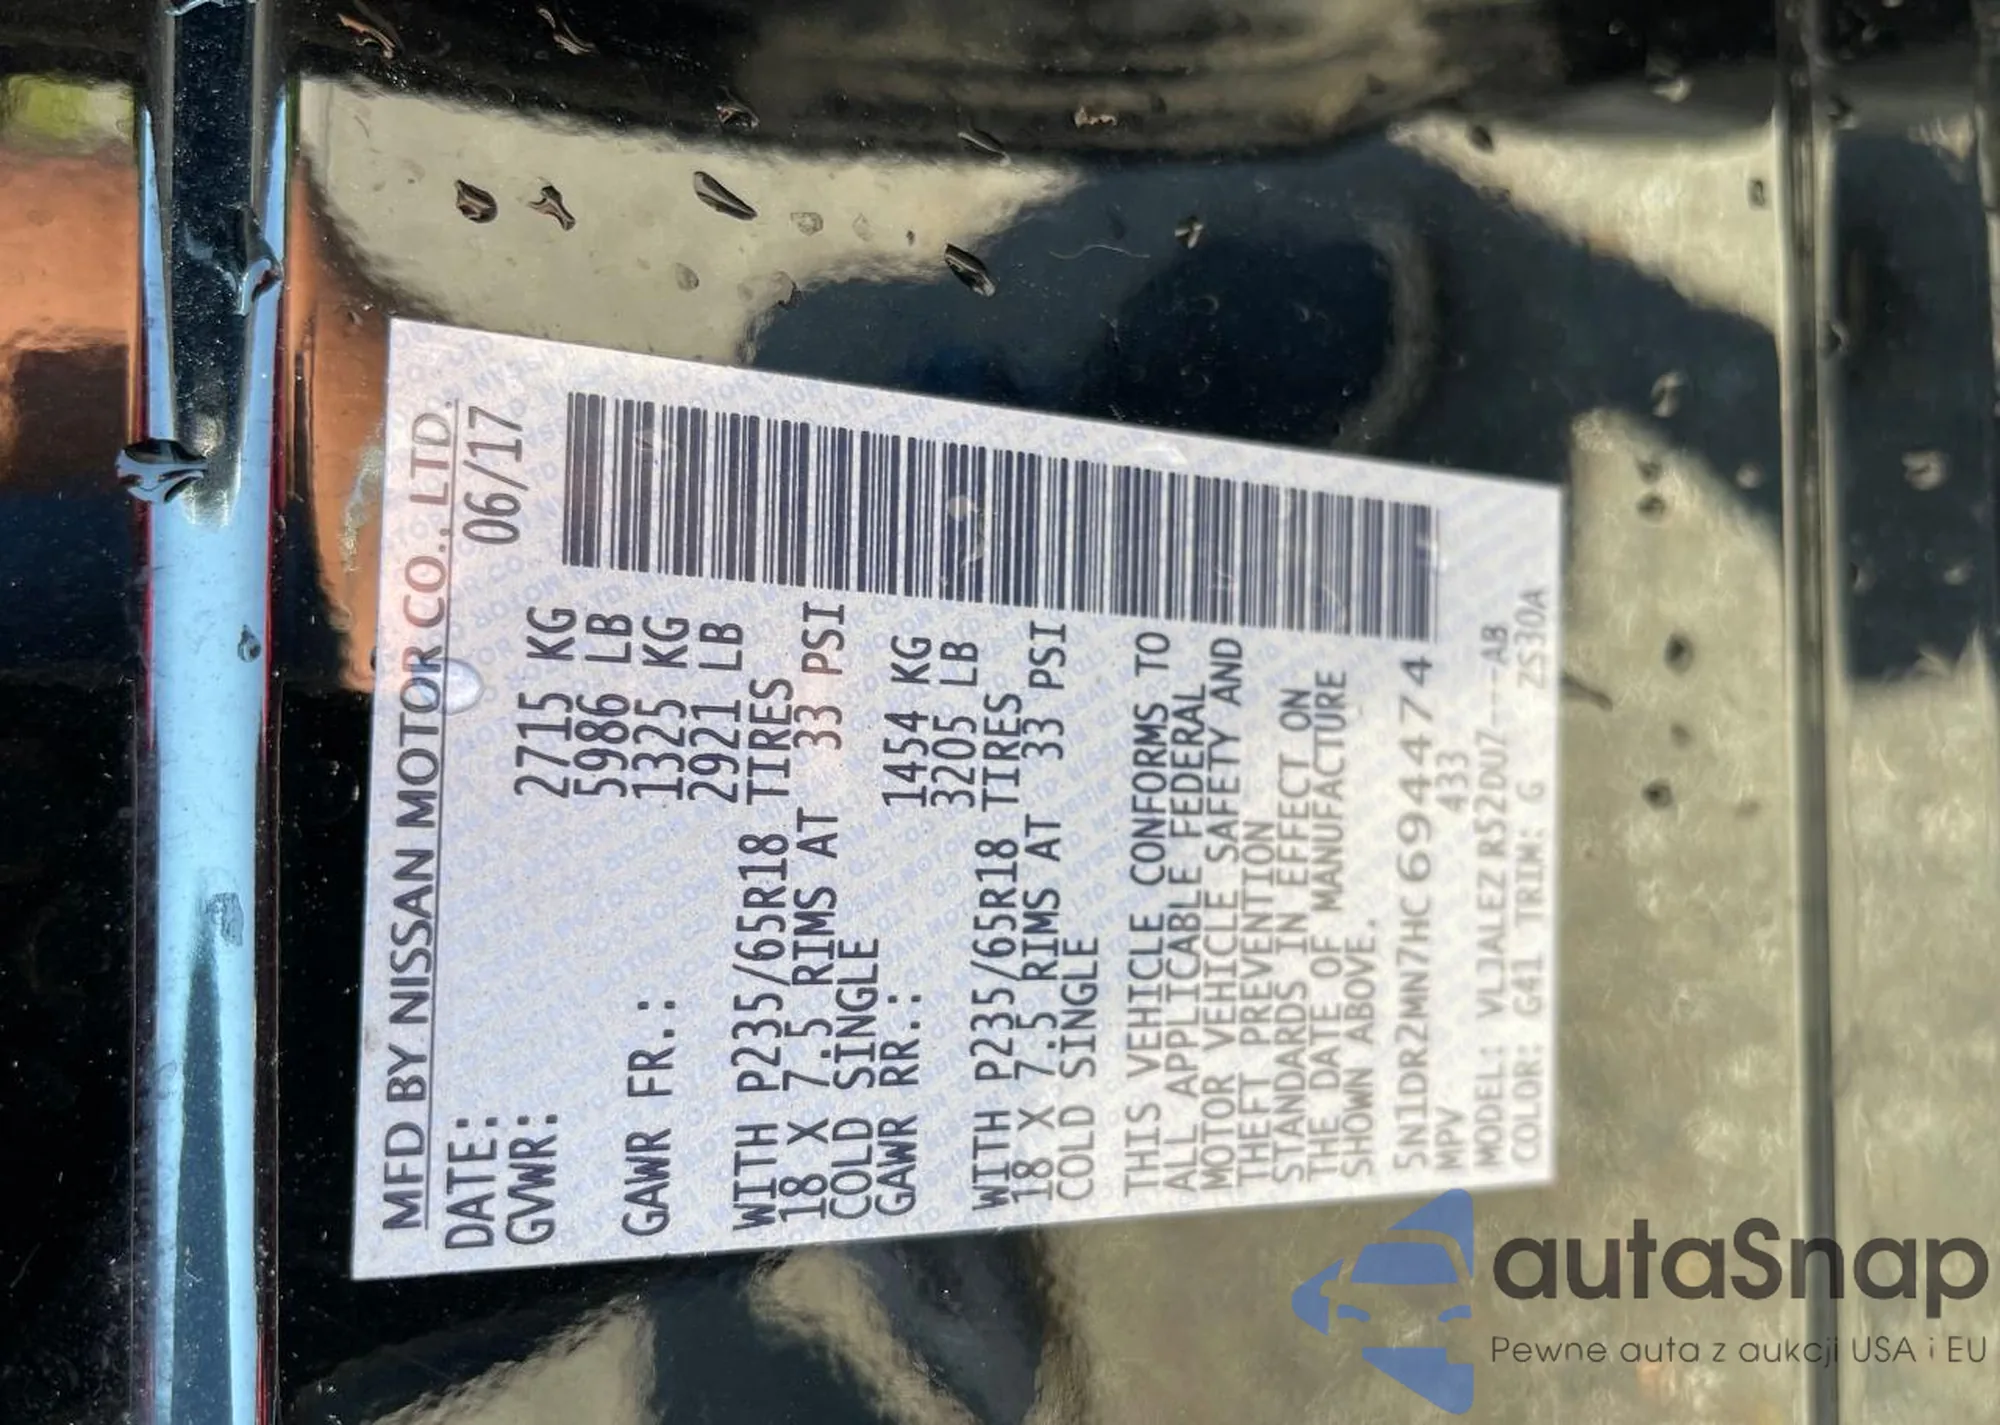 MFD BY NISSAN MOTOR CO., LTD.
DATE: 06/17
GVWR: 2715 KG
5986 LB
GAWR FR.: 1325 KG
2921 LB
WITH P235/65R18 TIRES
18 X 7.5 RIMS AT 33 PSI
COLD SINGLE
GAWR RR.: 1454 KG
3205 LB
WITH P235/65R18 TIRES
18 X 7.5 RIMS AT 33 PSI
COLD SINGLE
THIS VEHICLE CONFORMS TO
ALL APPLICABLE FEDERAL
MOTOR VEHICLE SAFETY AND
THEFT PREVENTION
STANDARDS IN EFFECT ON
THE DATE OF MANUFACTURE
SHOWN ABOVE.
5N1DR2MN7HC694474
MPV 433
MODEL: VLJALEZ R52DUZ---AB
COLOR: G41 TRIM: G ZS30A
autaSnap
Pewne auta z aukcji USA i EU